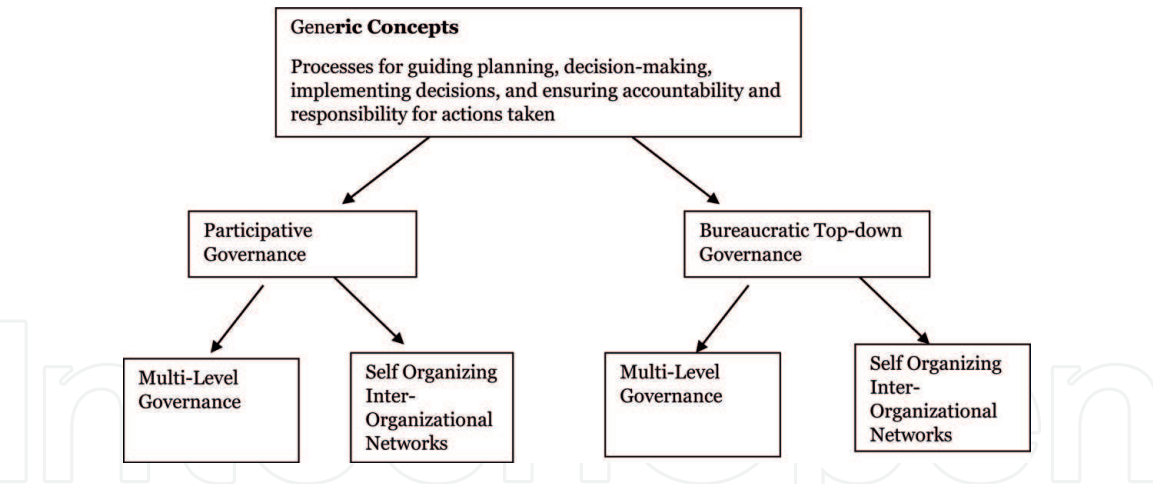 Generic Concepts
Processes for guiding planning, decision-making,
implementing decisions, and ensuring accountability and
responsibility for actions taken
Participative
Governance
Bureaucratic Top-down
Governance
Multi-Level
Governance
Self Organizing
Inter-
Organizational
Networks
Multi-Level
Governance
Self Organizing
Inter-
Organizational
Networks
IntechOpen